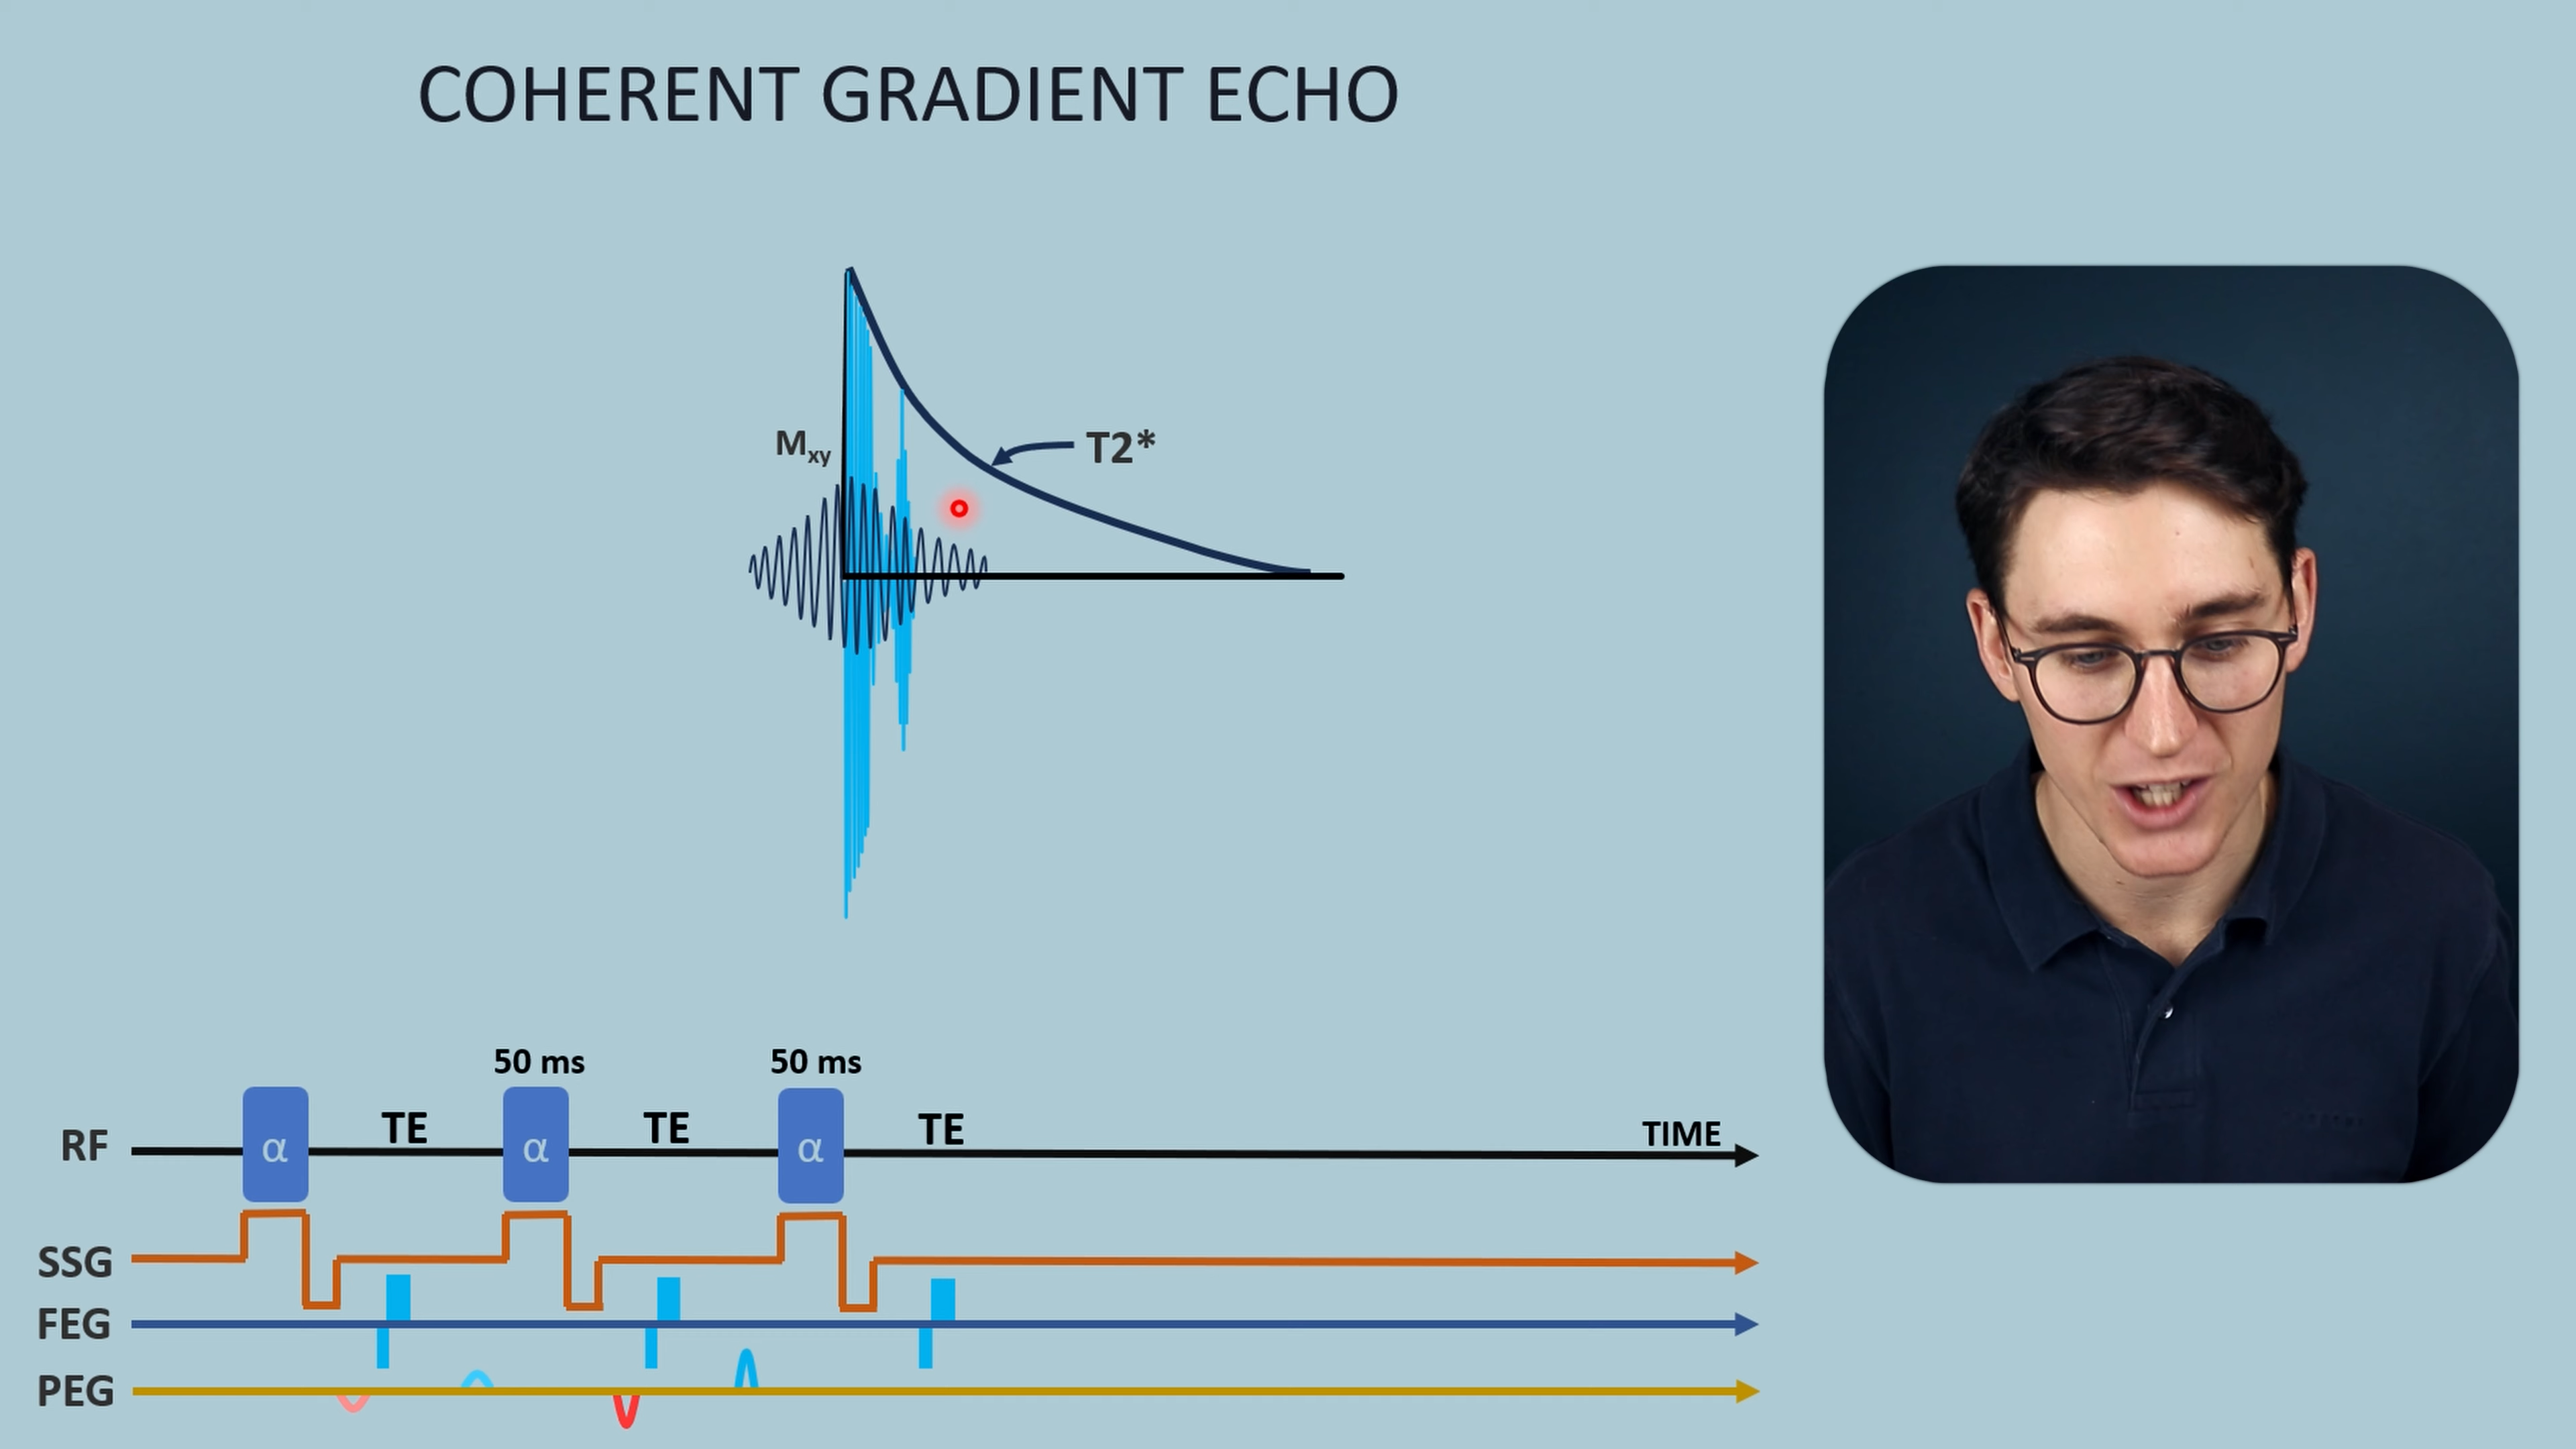 COHERENT GRADIENT ECHO
Mxy
T2*
50 ms
50 ms
RF
α
TE
α
TE
α
TE
TIME
SSG
FEG
PEG